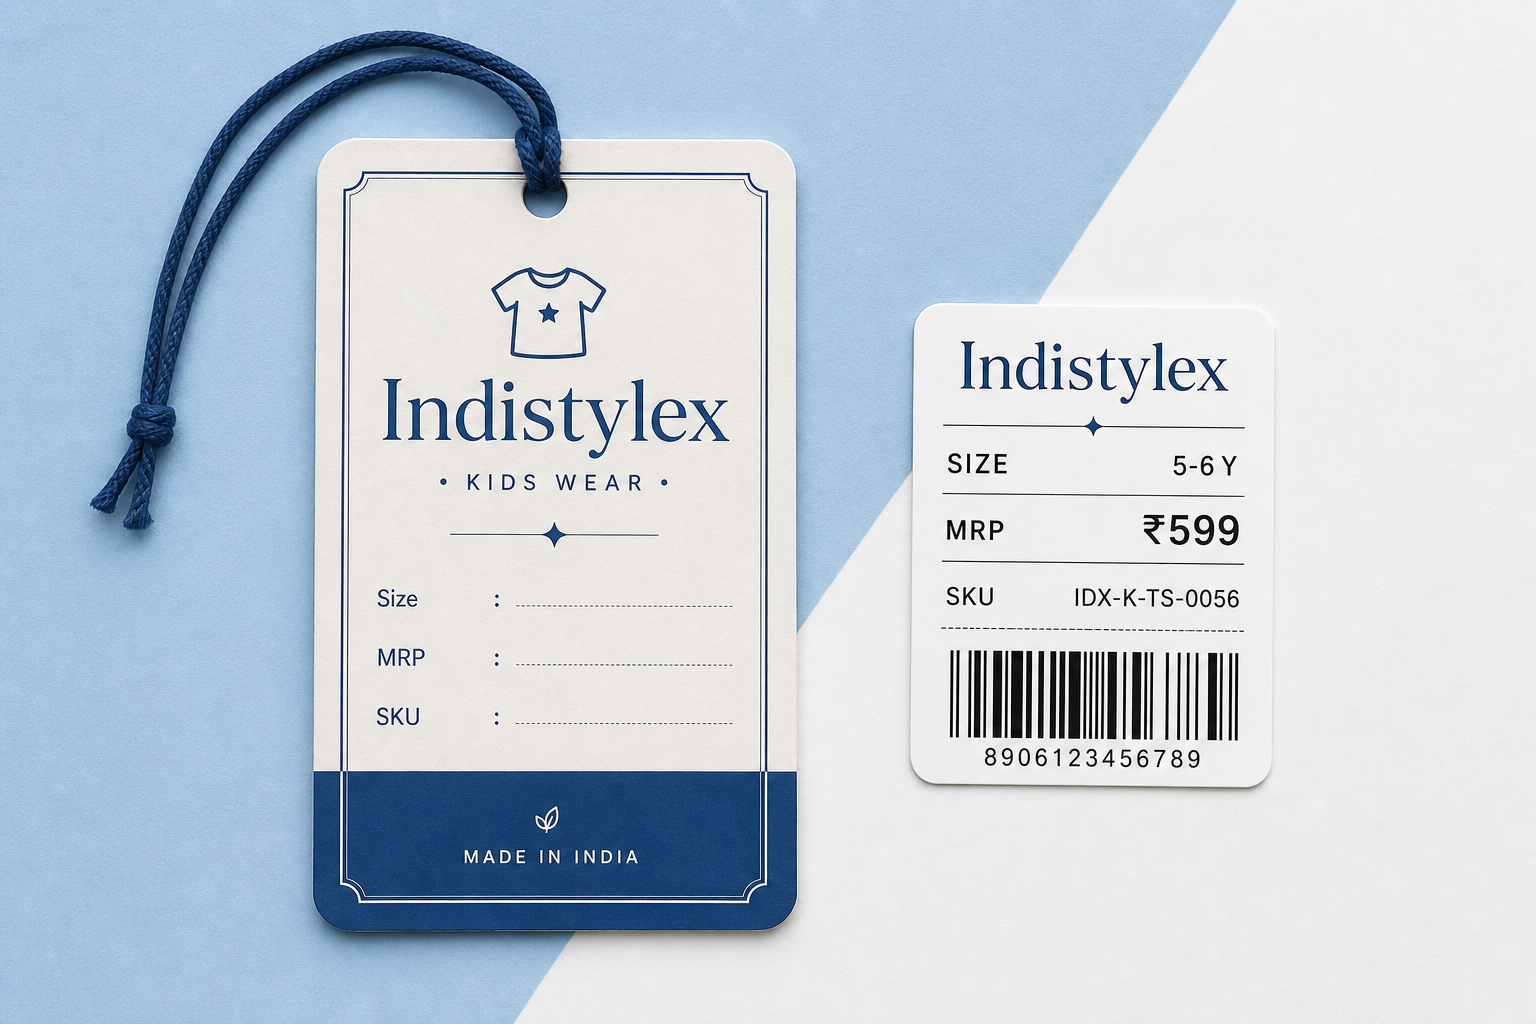 Indistylex
• KIDS WEAR •
Size :
MRP :
SKU :
MADE IN INDIA
Indistylex
SIZE 5-6 Y
MRP ₹599
SKU IDX-K-TS-0056
8906123456789